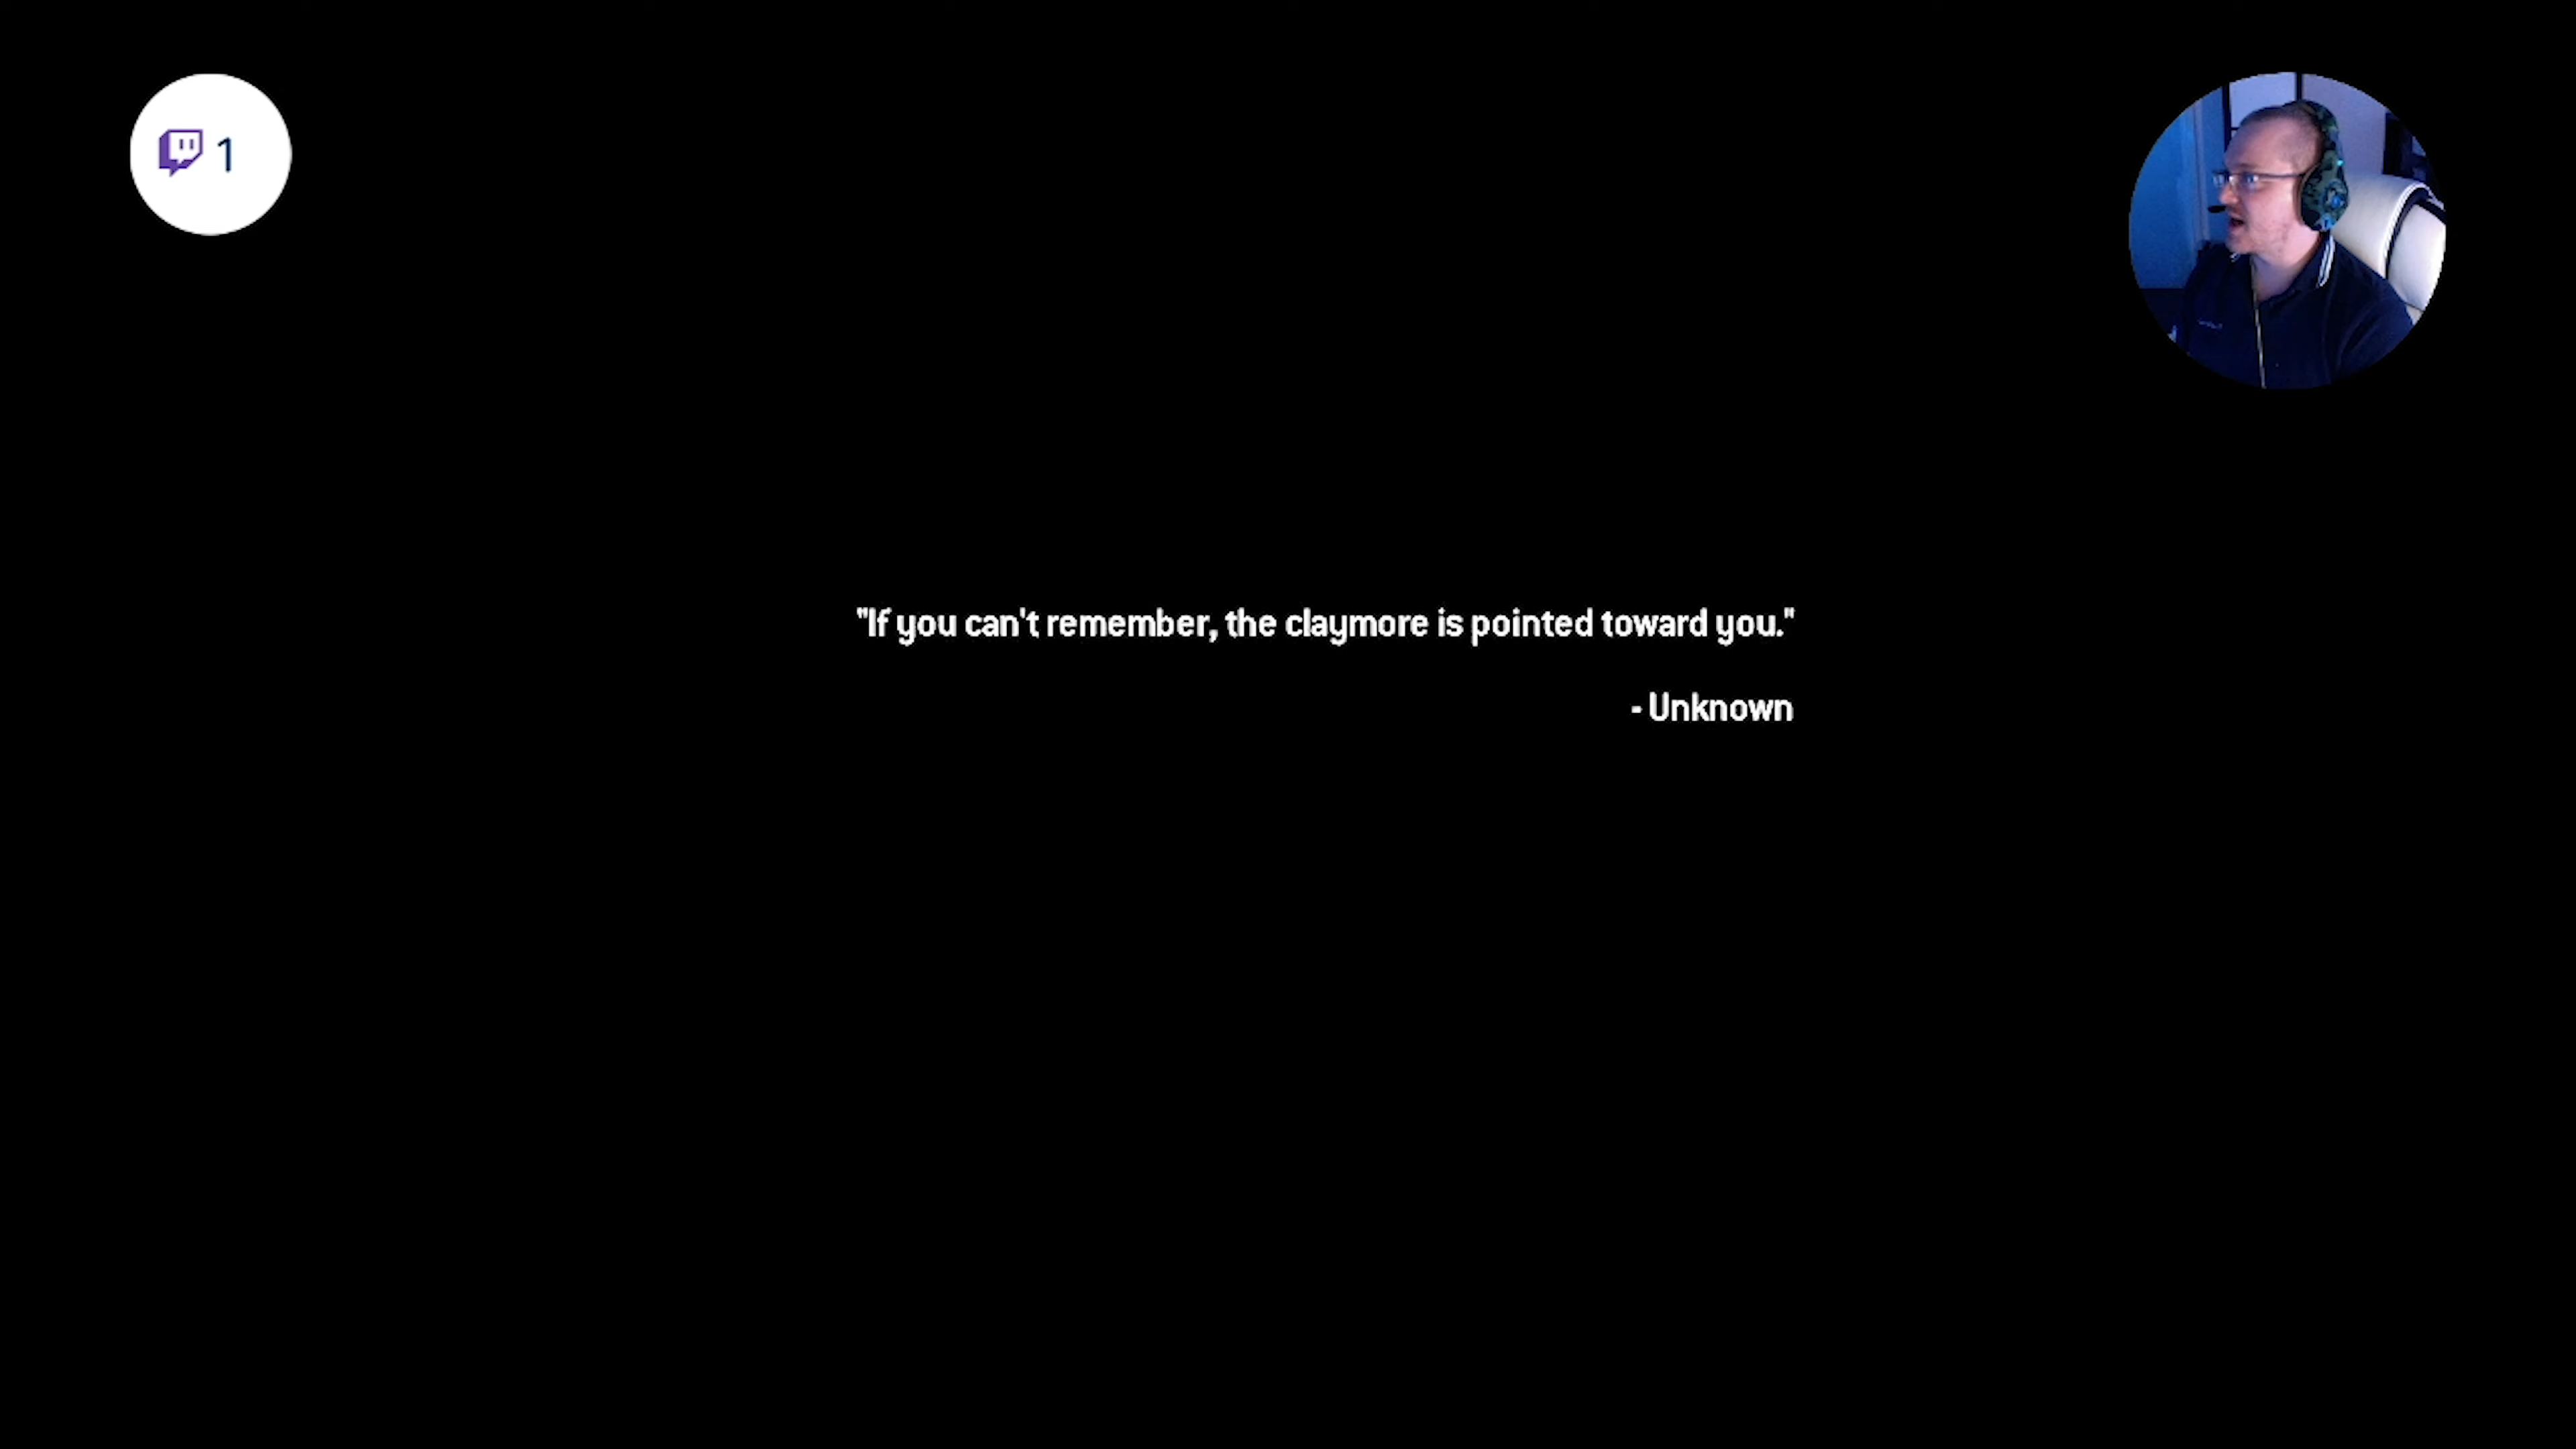 1
"If you can't remember, the claymore is pointed toward you."
- Unknown